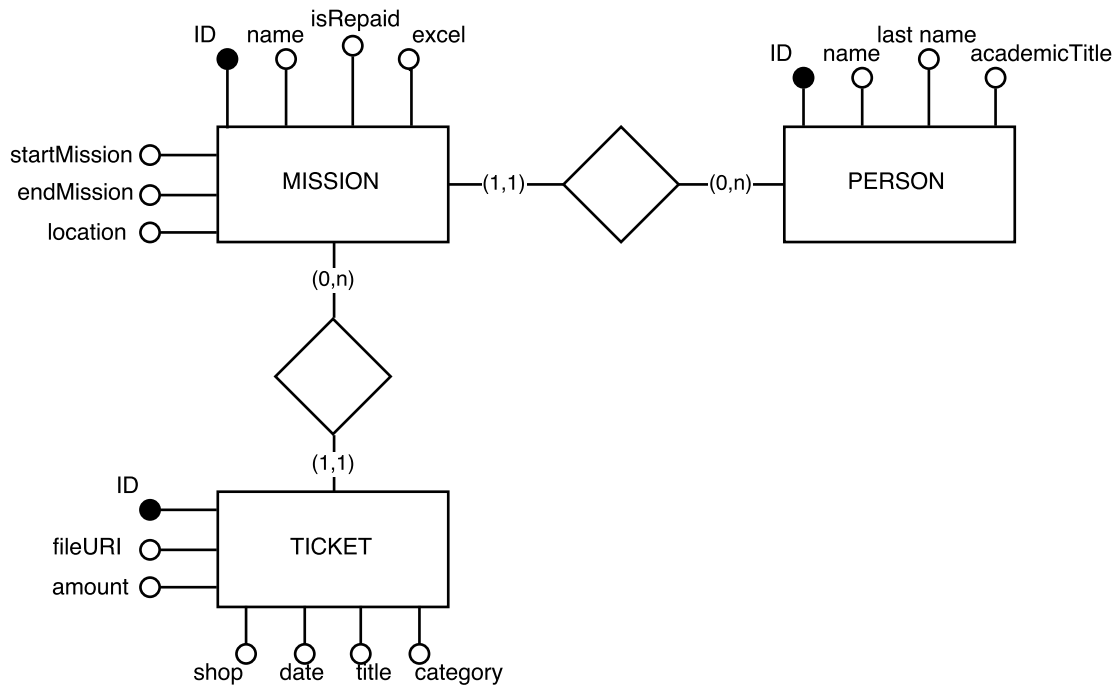 ID name isRepaid excel
ID name last name academicTitle
startMission
endMission
location
MISSION
(1,1)
(0,n)
PERSON
(0,n)
(1,1)
ID
fileURI
amount
TICKET
shop date title category